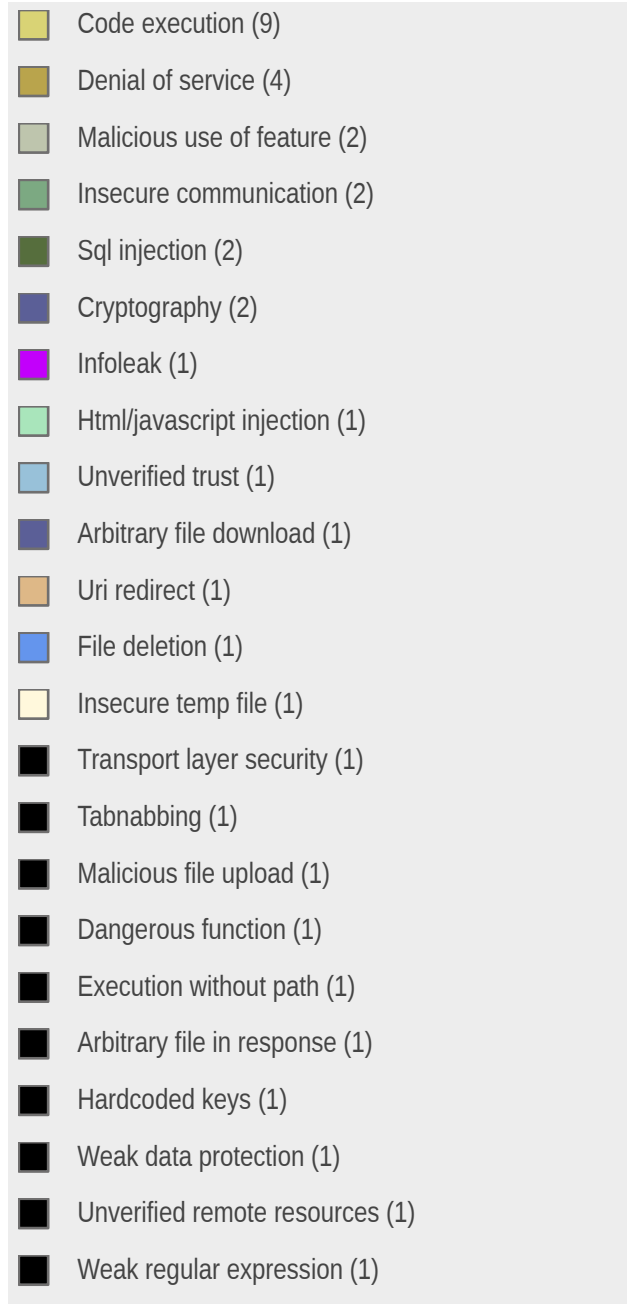 Code execution (9)
Denial of service (4)
Malicious use of feature (2)
Insecure communication (2)
Sql injection (2)
Cryptography (2)
Infoleak (1)
Html/javascript injection (1)
Unverified trust (1)
Arbitrary file download (1)
Uri redirect (1)
File deletion (1)
Insecure temp file (1)
Transport layer security (1)
Tabnabbing (1)
Malicious file upload (1)
Dangerous function (1)
Execution without path (1)
Arbitrary file in response (1)
Hardcoded keys (1)
Weak data protection (1)
Unverified remote resources (1)
Weak regular expression (1)